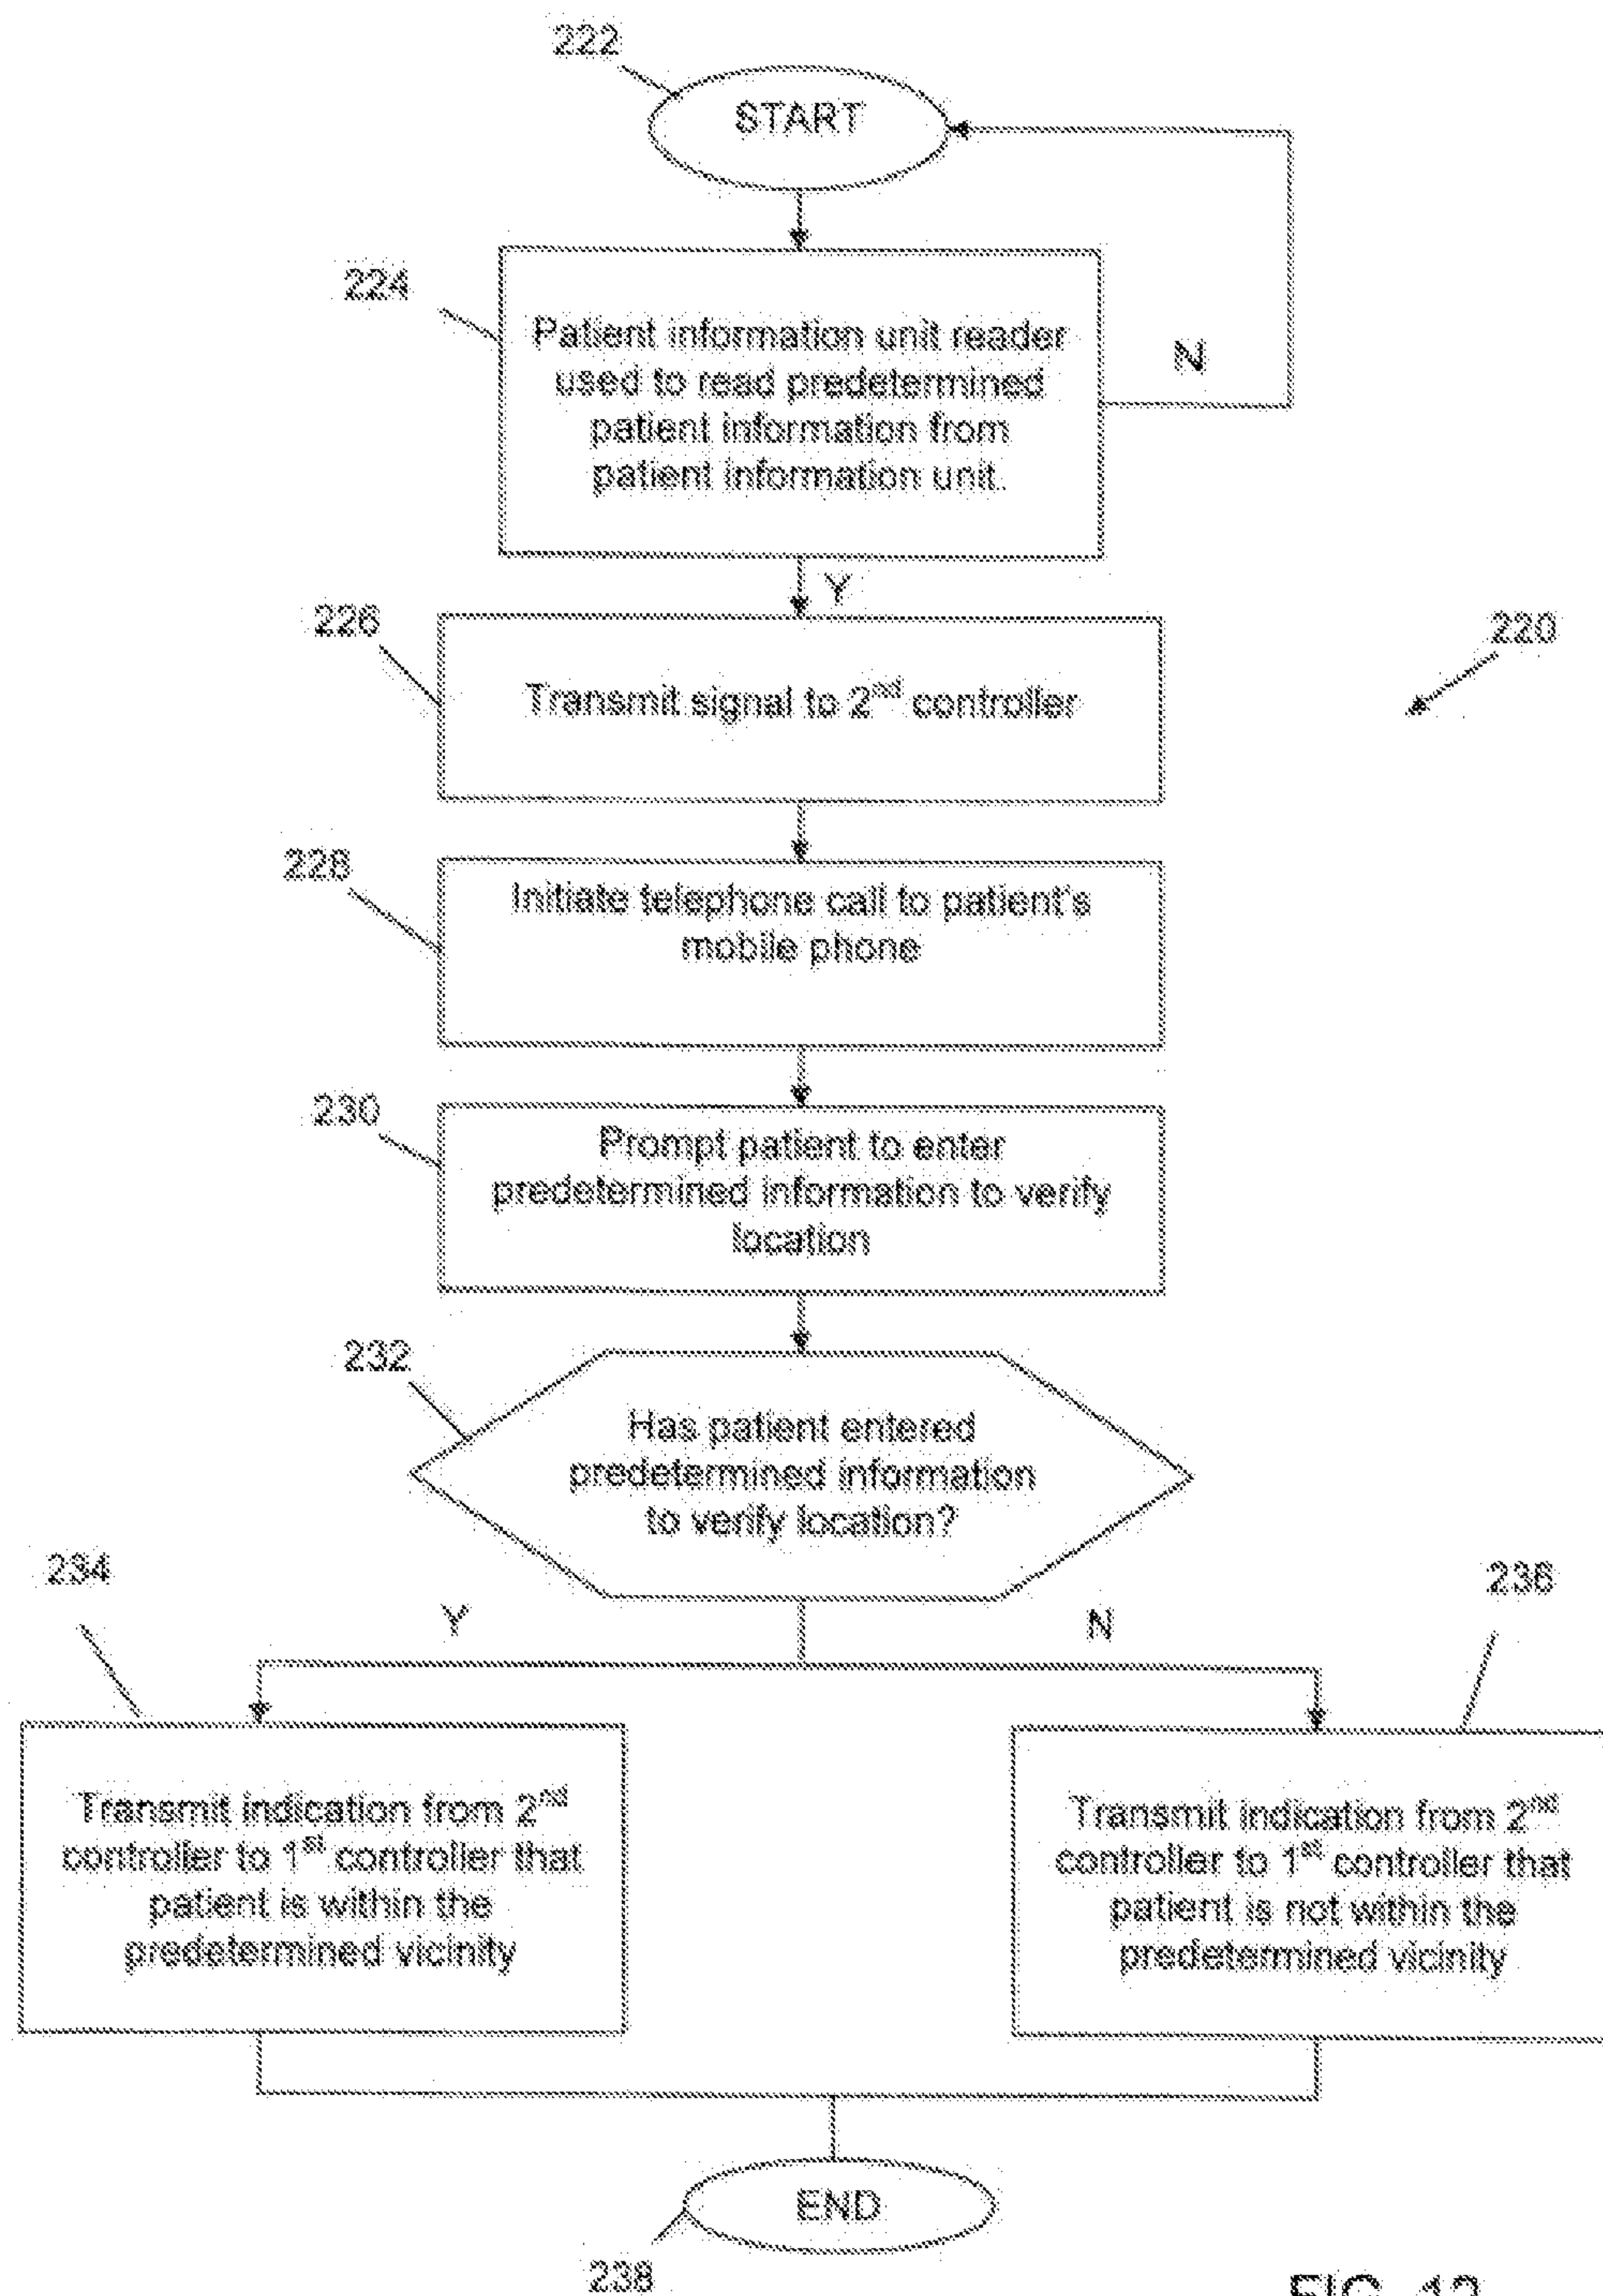 222
START
224
Patient information unit reader
used to read predetermined
patient information from
patient information unit.
N
Y
226
Transmit signal to 2nd controller
220
228
Initiate telephone call to patient's
mobile phone
230
Prompt patient to enter
predetermined information to verify
location
232
Has patient entered
predetermined information
to verify location?
234
Y
N
236
Transmit indication from 2nd
controller to 1st controller that
patient is within the
predetermined vicinity
Transmit indication from 2nd
controller to 1st controller that
patient is not within the
predetermined vicinity
END
238
FIG.